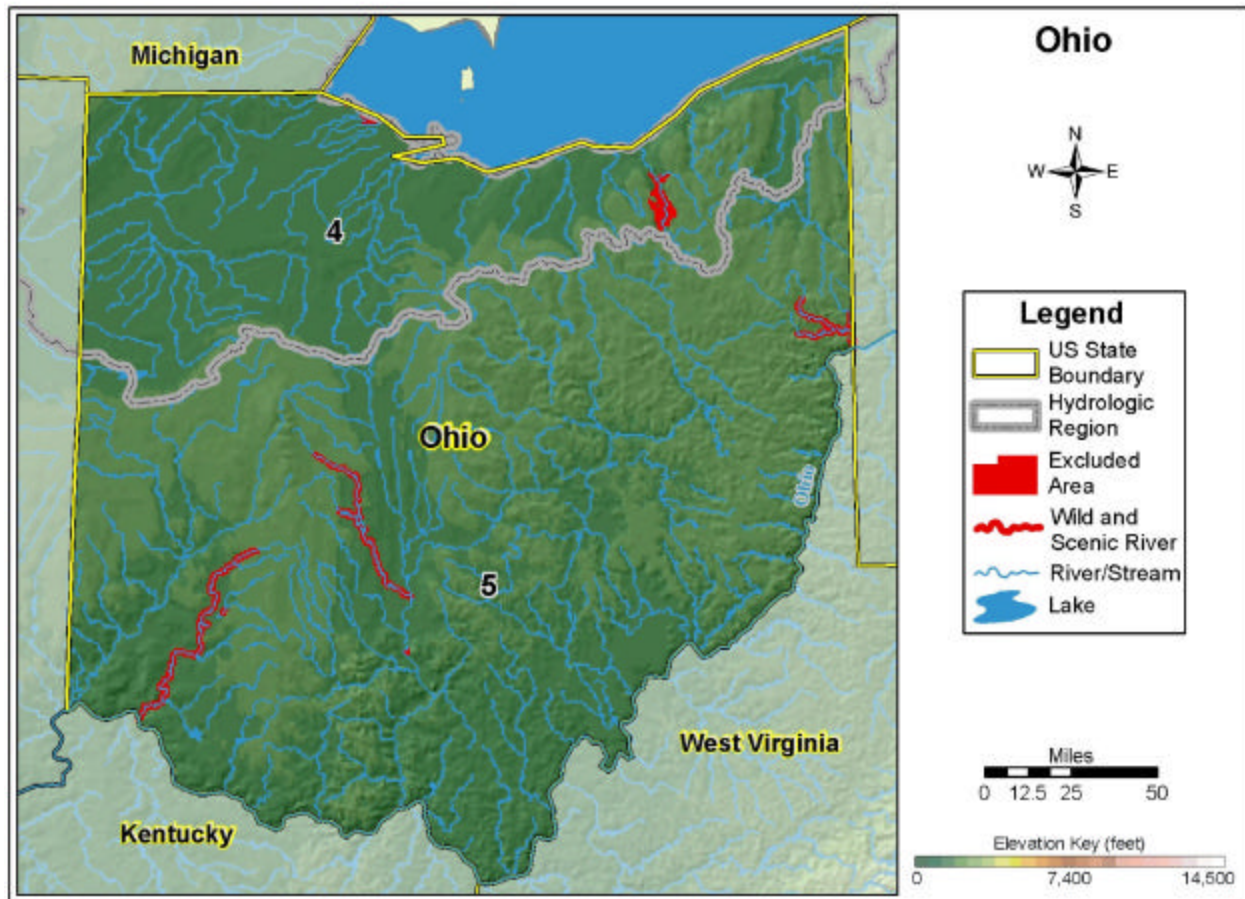 Michigan
Ohio
N
W E
S
4
Legend
US State
Boundary
Hydrologic
Region
Excluded
Area
Wild and
Scenic River
River/Stream
Lake
Ohio
Ohio
5
West Virginia
Kentucky
Miles
0 12.5 25 50
Elevation Key (feet)
0 7,400 14,500